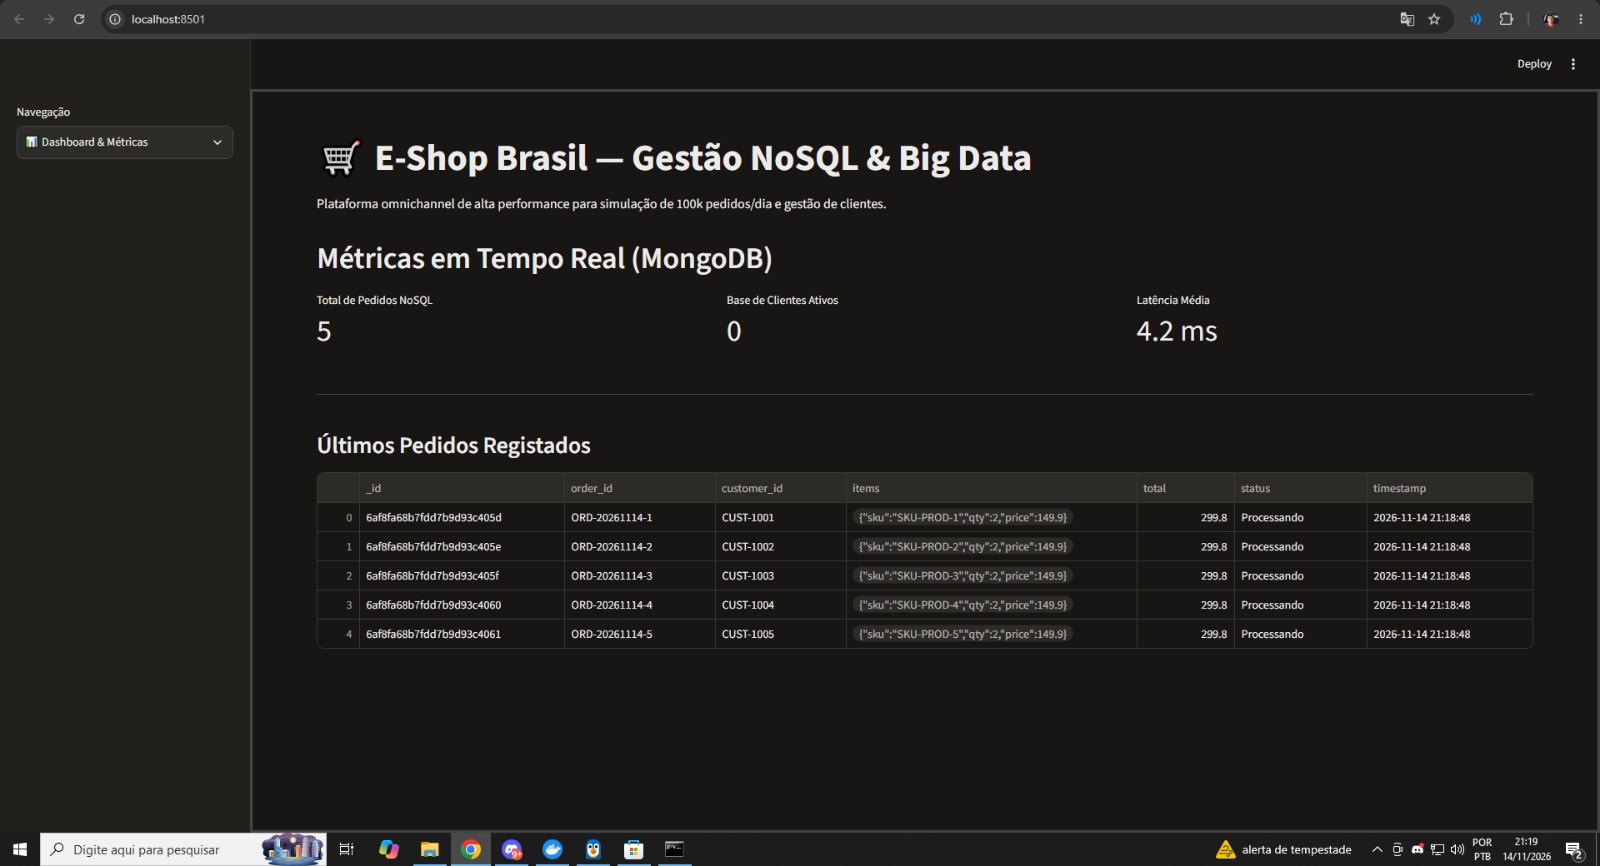 localhost:8501
Deploy
Navegação
Dashboard & Métricas
E-Shop Brasil — Gestão NoSQL & Big Data
Plataforma omnichannel de alta performance para simulação de 100k pedidos/dia e gestão de clientes.
Métricas em Tempo Real (MongoDB)
Total de Pedidos NoSQL Base de Clientes Ativos Latência Média
5 0 4.2 ms
Últimos Pedidos Registados
_id order_id customer_id items total status timestamp
0 6af8fa68b7fdd7b9d93c405d ORD-20261114-1 CUST-1001 {"sku":"SKU-PROD-1","qty":2,"price":149.9} 299.8 Processando 2026-11-14 21:18:48
1 6af8fa68b7fdd7b9d93c405e ORD-20261114-2 CUST-1002 {"sku":"SKU-PROD-2","qty":2,"price":149.9} 299.8 Processando 2026-11-14 21:18:48
2 6af8fa68b7fdd7b9d93c405f ORD-20261114-3 CUST-1003 {"sku":"SKU-PROD-3","qty":2,"price":149.9} 299.8 Processando 2026-11-14 21:18:48
3 6af8fa68b7fdd7b9d93c4060 ORD-20261114-4 CUST-1004 {"sku":"SKU-PROD-4","qty":2,"price":149.9} 299.8 Processando 2026-11-14 21:18:48
4 6af8fa68b7fdd7b9d93c4061 ORD-20261114-5 CUST-1005 {"sku":"SKU-PROD-5","qty":2,"price":149.9} 299.8 Processando 2026-11-14 21:18:48
Digite aqui para pesquisar
alerta de tempestade
POR
PTB
21:19
14/11/2026
2